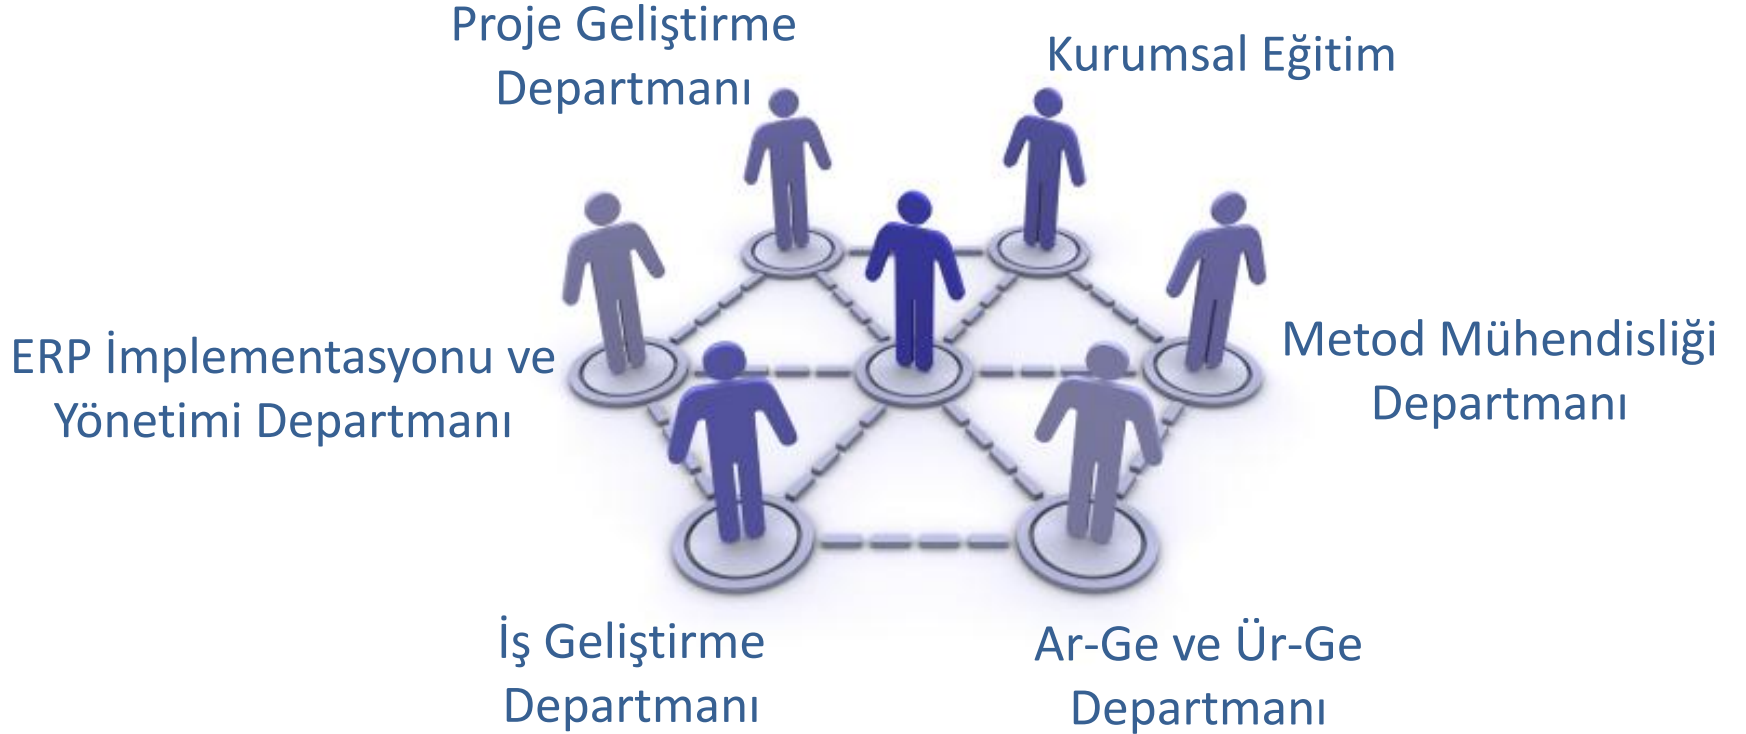 Proje Geliştirme
Departmanı
Kurumsal Eğitim
ERP İmplementasyonu ve
Yönetimi Departmanı
Metod Mühendisliği
Departmanı
İş Geliştirme
Departmanı
Ar-Ge ve Ür-Ge
Departmanı